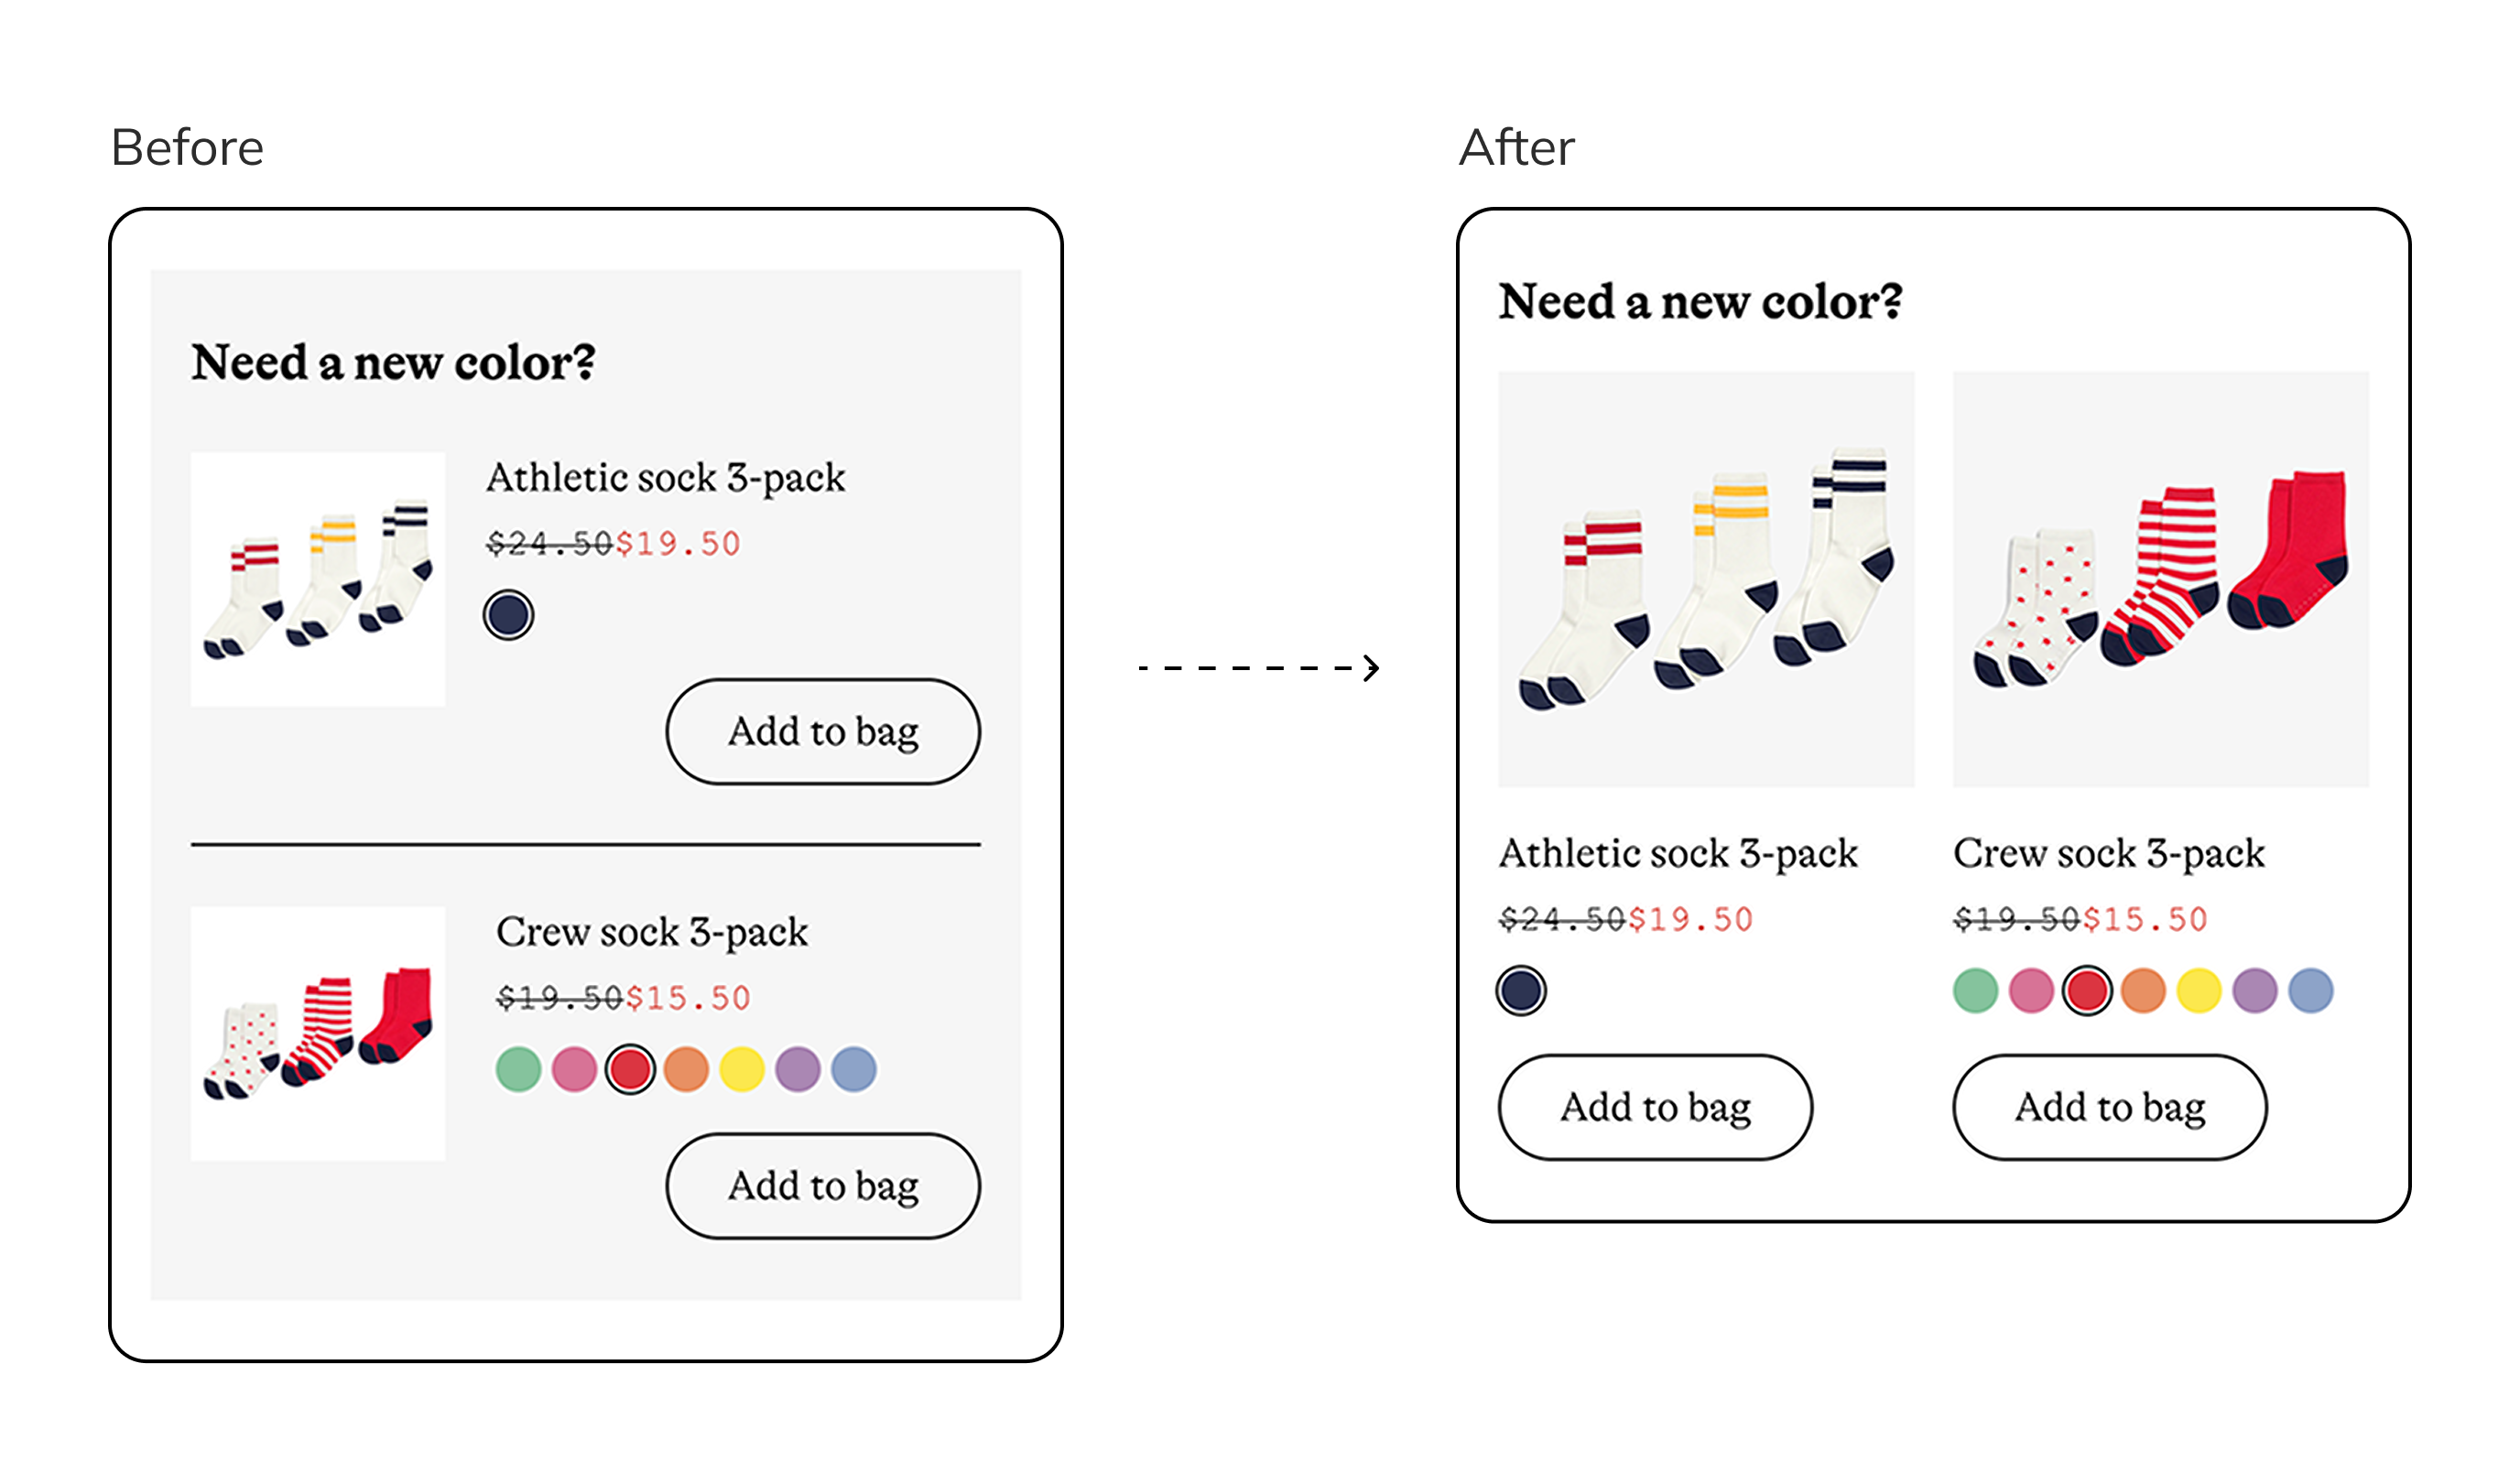 Before
Need a new color?
Athletic sock 3-pack
$24.50$19.50
Add to bag
Crew sock 3-pack
$19.50$15.50
Add to bag
After
Need a new color?
Athletic sock 3-pack
$24.50$19.50
Add to bag
Crew sock 3-pack
$19.50$15.50
Add to bag